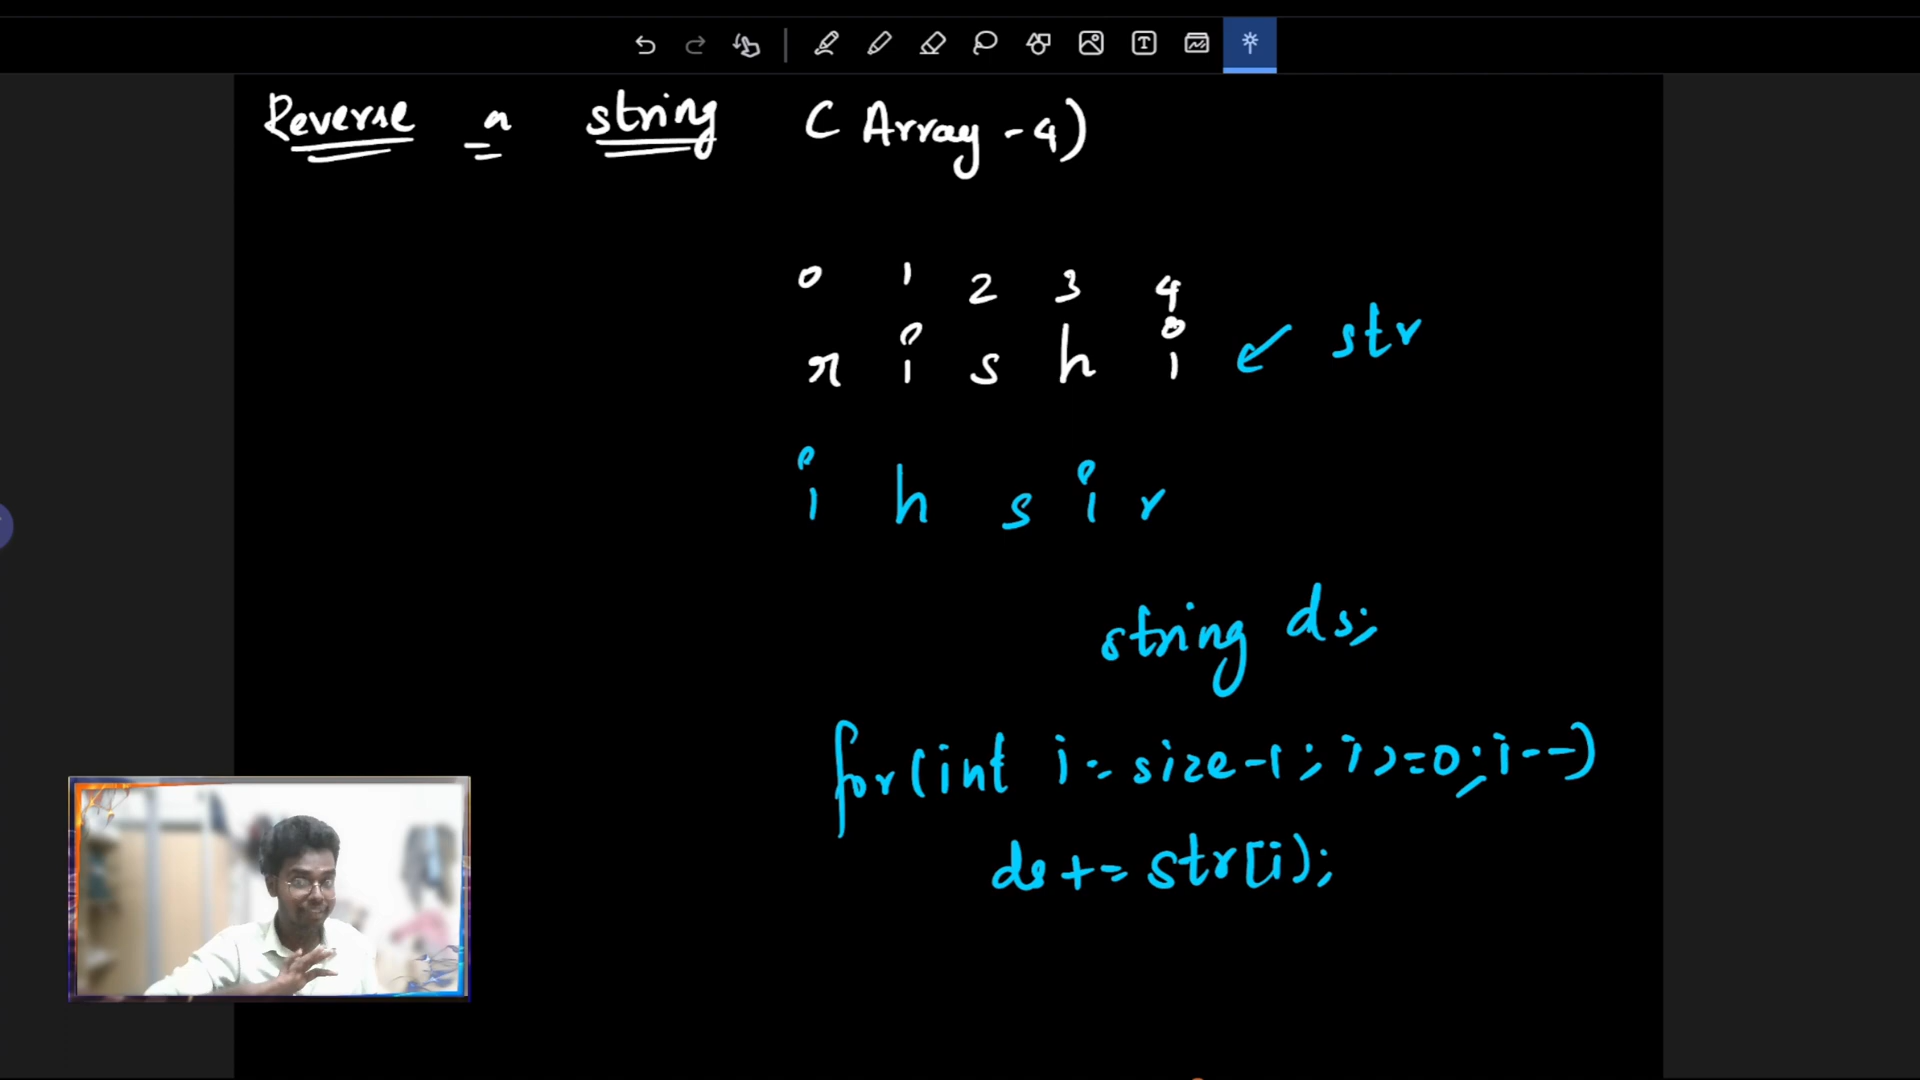 Reverse a string (Array-4)
0 1 2 3 4
r i s h i ✓ str
i h s i r
string ds;
for(int i=size-1; i>=0; i--)
ds += str[i];